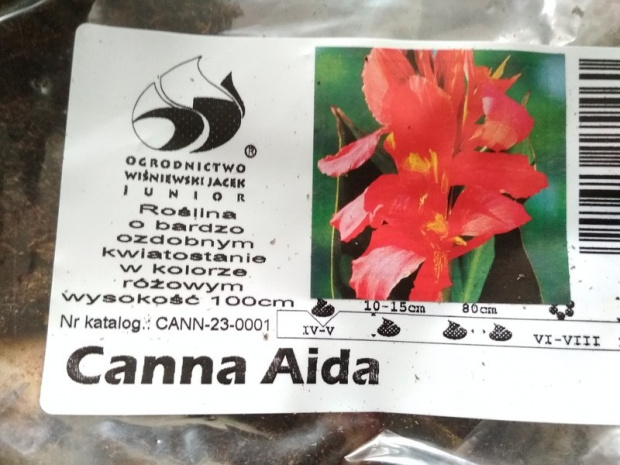 OGRODNICTWO
WIŚNIEWSKI JACEK
JUNIOR
®
Roślina
o bardzo
ozdobnym
kwiatostanie
w kolorze
różowym
wysokość 100cm
10-15cm 80cm
Nr katalog.: CANN-23-0001
IV-V
VI-VIII
Canna Aida